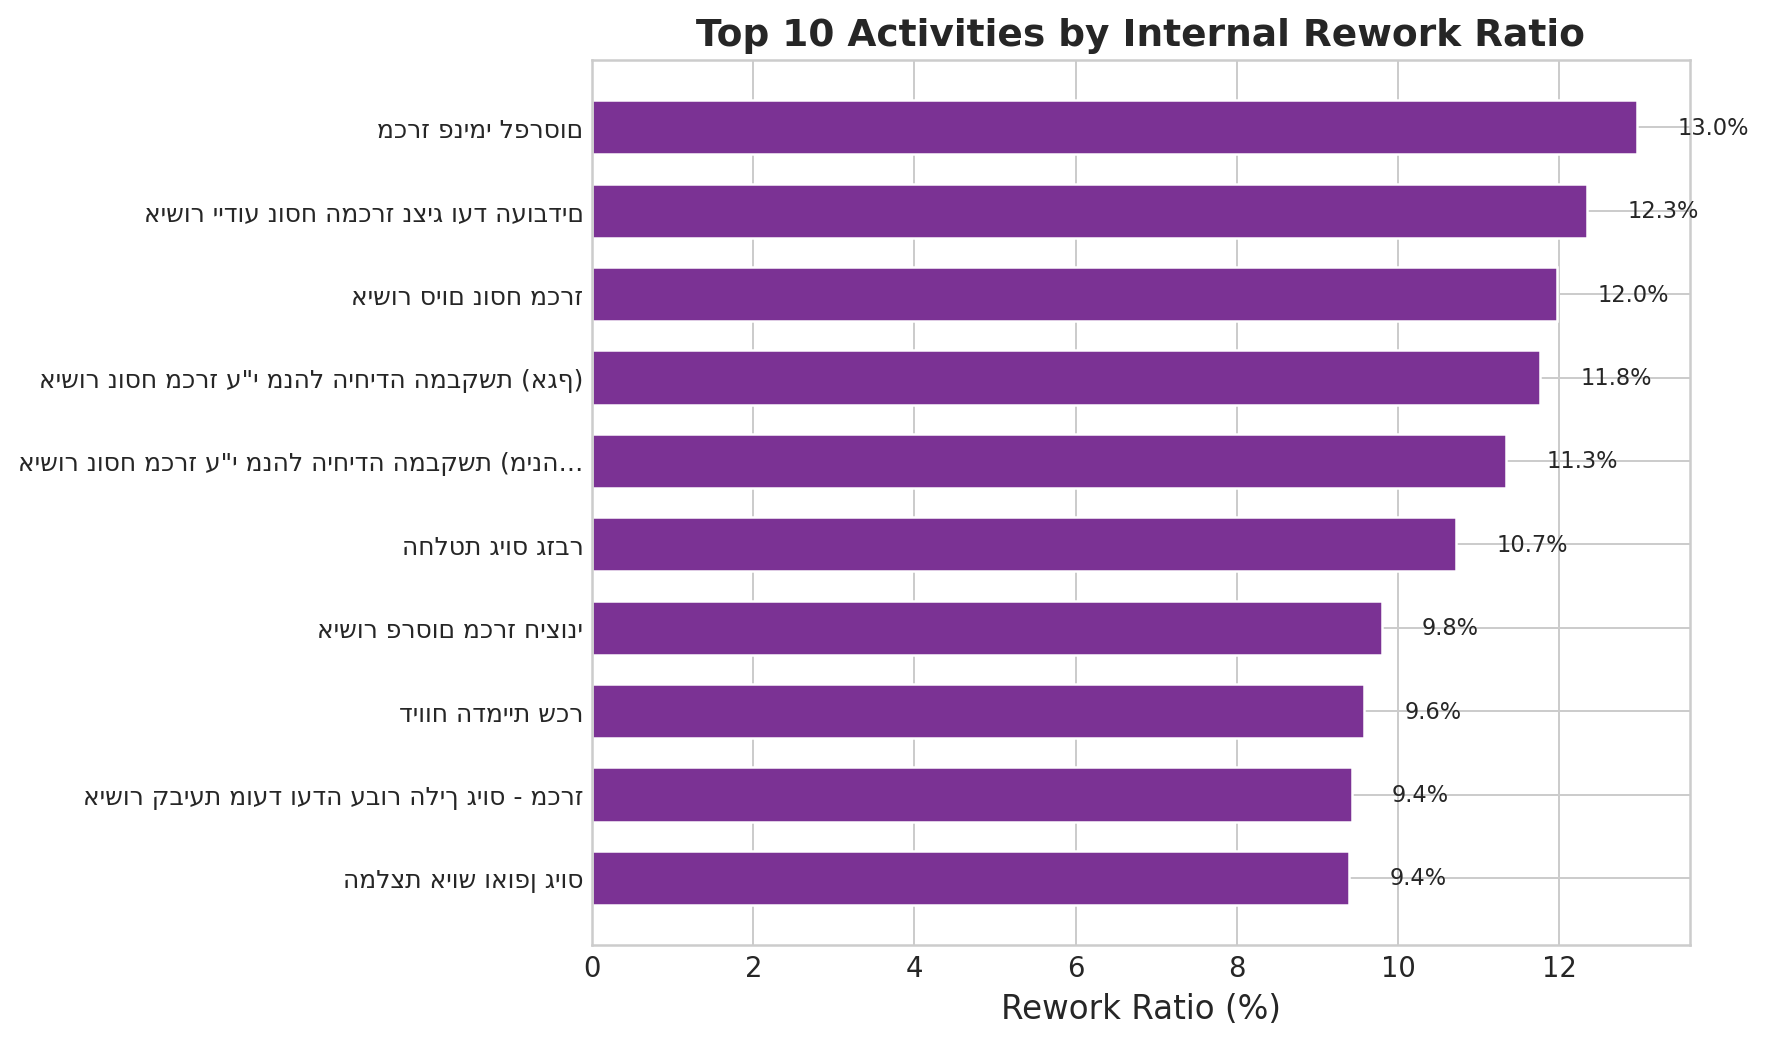 Top 10 Activities by Internal Rework Ratio
מכרז פנימי לפרסום
13.0%
אישור יידוע נוסח המכרז נציג ועד העובדים
12.3%
אישור סיום נוסח מכרז
12.0%
אישור נוסח מכרז ע"י מנהל היחידה המבקשת (אגף)
11.8%
אישור נוסח מכרז ע"י מנהל היחידה המבקשת (מינה...
11.3%
החלטת גיוס גזבר
10.7%
אישור פרסום מכרז חיצוני
9.8%
דיווח הדמיית שכר
9.6%
אישור קביעת מועד ועדה עבור הליך גיוס - מכרז
9.4%
המלצת איוש ואופן גיוס
9.4%
0 2 4 6 8 10 12
Rework Ratio (%)